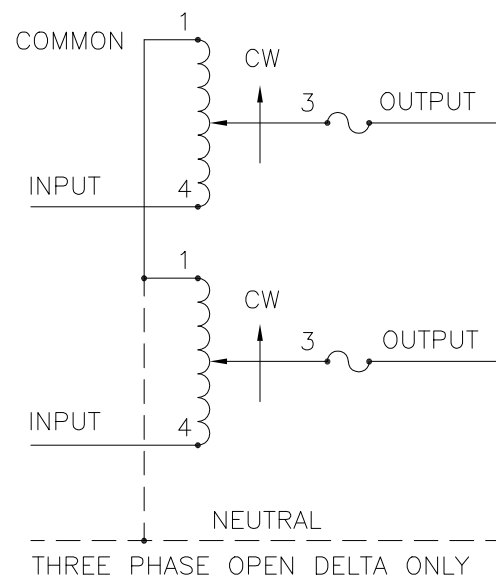 1
COMMON
CW
3 OUTPUT
INPUT 4
1
CW
3 OUTPUT
INPUT 4
NEUTRAL
THREE PHASE OPEN DELTA ONLY